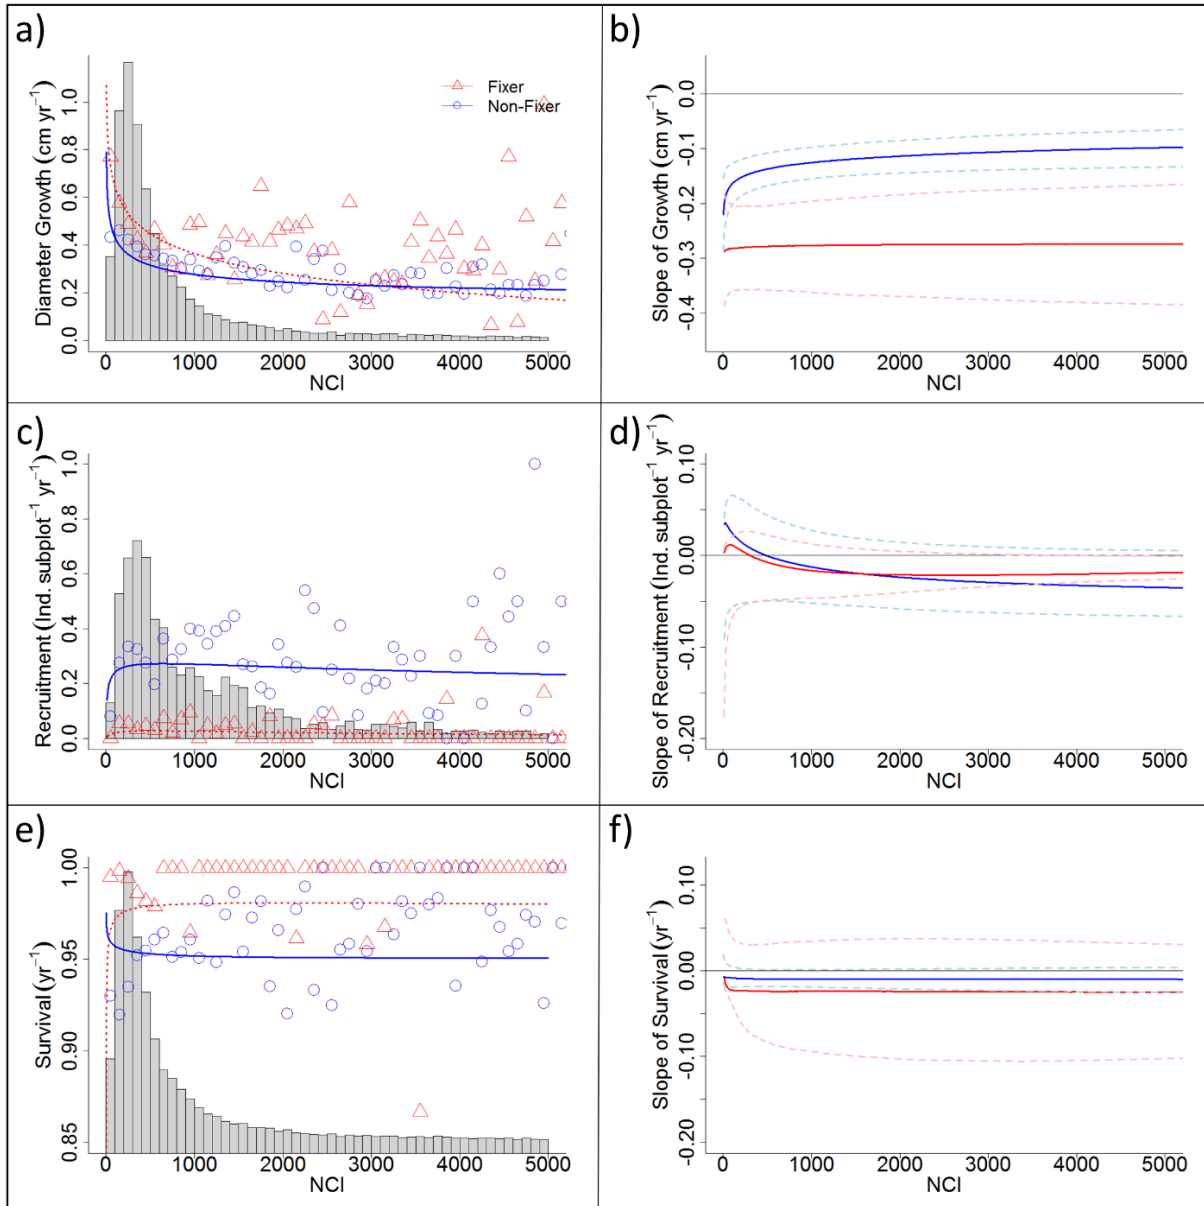 a)
Fixer
Non-Fixer
Diameter Growth (cm yr⁻¹)
0.0 0.2 0.4 0.6 0.8 1.0
0 1000 2000 3000 4000 5000
NCI
b)
Slope of Growth (cm yr⁻¹)
-0.4 -0.3 -0.2 -0.1 0.0
0 1000 2000 3000 4000 5000
NCI
c)
Recruitment (Ind. subplot⁻¹ yr⁻¹)
0.0 0.2 0.4 0.6 0.8 1.0
0 1000 2000 3000 4000 5000
NCI
d)
Slope of Recruitment (Ind. subplot⁻¹ yr⁻¹)
-0.20 -0.10 0.00 0.10
0 1000 2000 3000 4000 5000
NCI
e)
Survival (yr⁻¹)
0.85 0.90 0.95 1.00
0 1000 2000 3000 4000 5000
NCI
f)
Slope of Survival (yr⁻¹)
-0.20 -0.10 0.00 0.10
0 1000 2000 3000 4000 5000
NCI